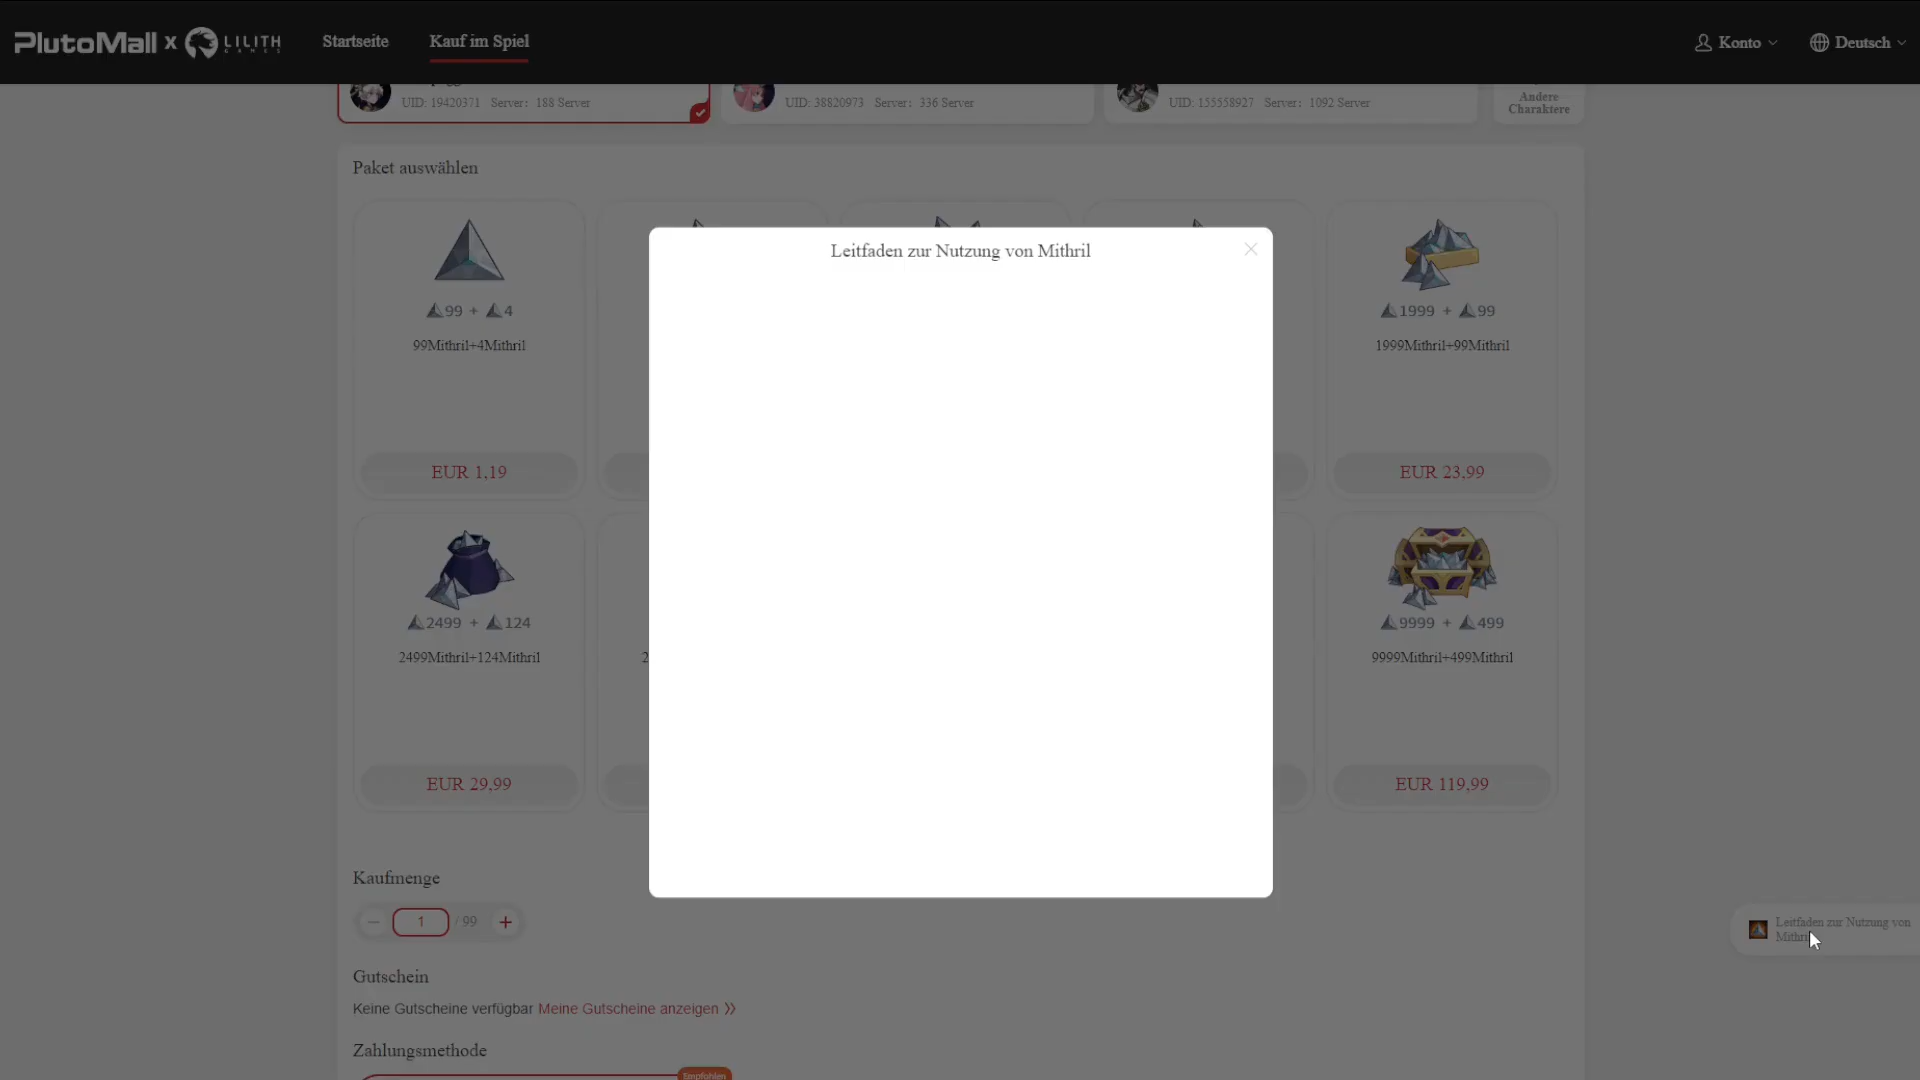 PlutoMall x LILITH GAMES
Startseite
Kauf im Spiel
Konto
Deutsch
UID: 19420371 Server: 188 Server
UID: 38820973 Server: 336 Server
UID: 155558927 Server: 1092 Server
Andere
Charaktere
Paket auswählen
Leitfaden zur Nutzung von Mithril
99 + 4
1999 + 99
99Mithril+4Mithril
1999Mithril+99Mithril
EUR 1,19
EUR 23,99
2499 + 124
9999 + 499
2499Mithril+124Mithril
2
9999Mithril+499Mithril
EUR 29,99
EUR 119,99
Kaufmenge
1 / 99
Leitfaden zur Nutzung von
Gutschein
Keine Gutscheine verfügbar Meine Gutscheine anzeigen
Zahlungsmethode
Empfohlen